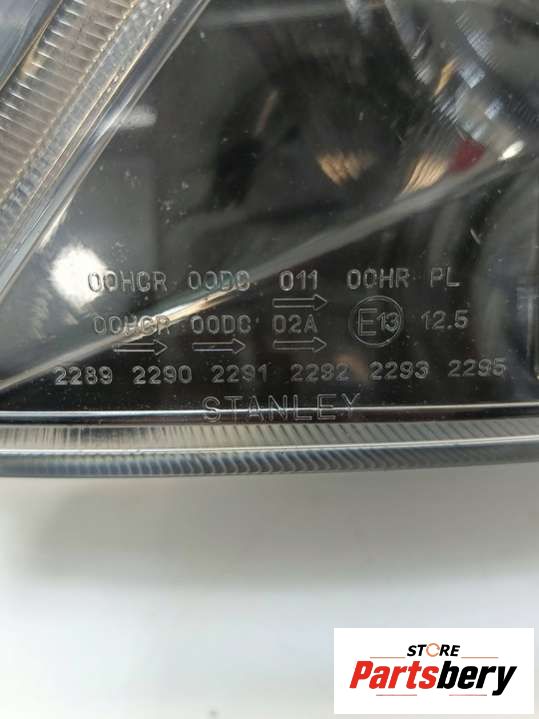 00HCR 00DC 011 00HR PL
00HCR 00DC 02A E13 12.5
2289 2290 2291 2292 2293 2295
STANLEY
STORE
Partsbery